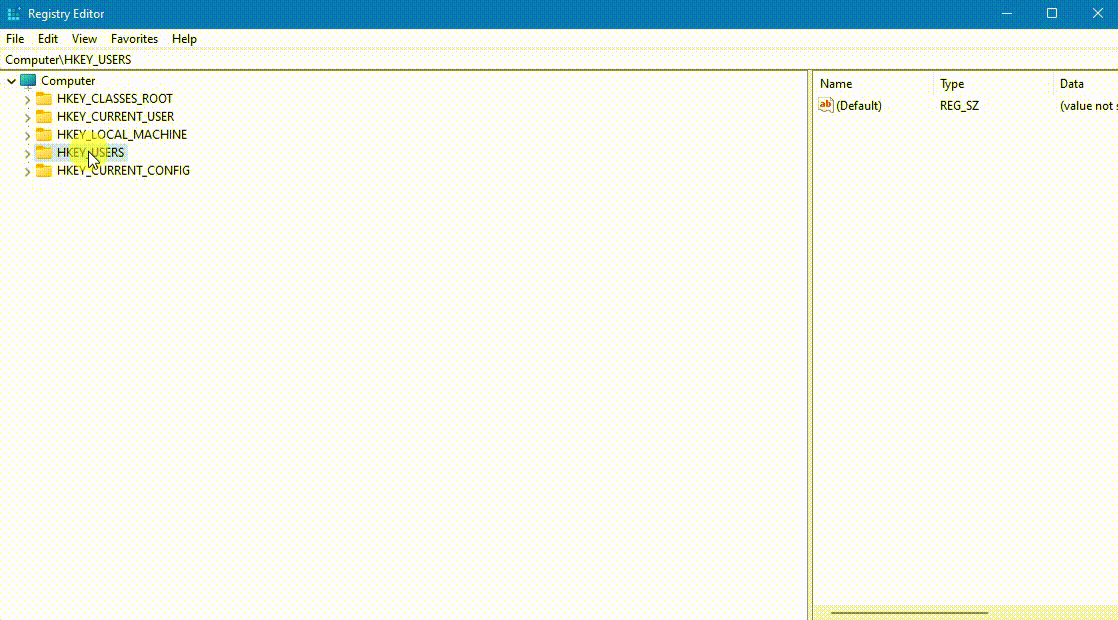 Registry Editor
File Edit View Favorites Help
Computer\HKEY_USERS
Computer
HKEY_CLASSES_ROOT
HKEY_CURRENT_USER
HKEY_LOCAL_MACHINE
HKEY_USERS
HKEY_CURRENT_CONFIG
Name Type Data
ab (Default) REG_SZ (value not s